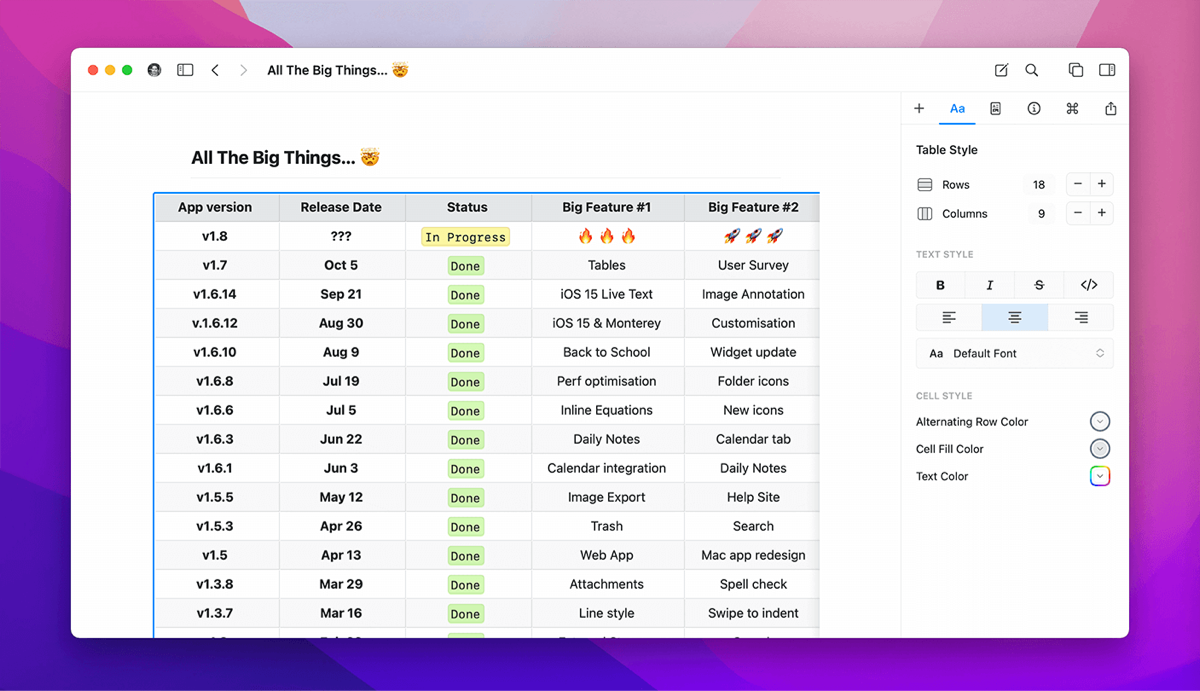 All The Big Things... 🤯
All The Big Things... 🤯
App version Release Date Status Big Feature #1 Big Feature #2
v1.8 ??? In Progress 🔥🔥🔥 🚀🚀🚀
v1.7 Oct 5 Done Tables User Survey
v1.6.14 Sep 21 Done iOS 15 Live Text Image Annotation
v.1.6.12 Aug 30 Done iOS 15 & Monterey Customisation
v1.6.10 Aug 9 Done Back to School Widget update
v1.6.8 Jul 19 Done Perf optimisation Folder icons
v1.6.6 Jul 5 Done Inline Equations New icons
v1.6.3 Jun 22 Done Daily Notes Calendar tab
v1.6.1 Jun 3 Done Calendar integration Daily Notes
v1.5.5 May 12 Done Image Export Help Site
v1.5.3 Apr 26 Done Trash Search
v1.5 Apr 13 Done Web App Mac app redesign
v1.3.8 Mar 29 Done Attachments Spell check
v1.3.7 Mar 16 Done Line style Swipe to indent
Aa
Table Style
Rows 18 − +
Columns 9 − +
TEXT STYLE
B I S </>
Aa Default Font
CELL STYLE
Alternating Row Color
Cell Fill Color
Text Color